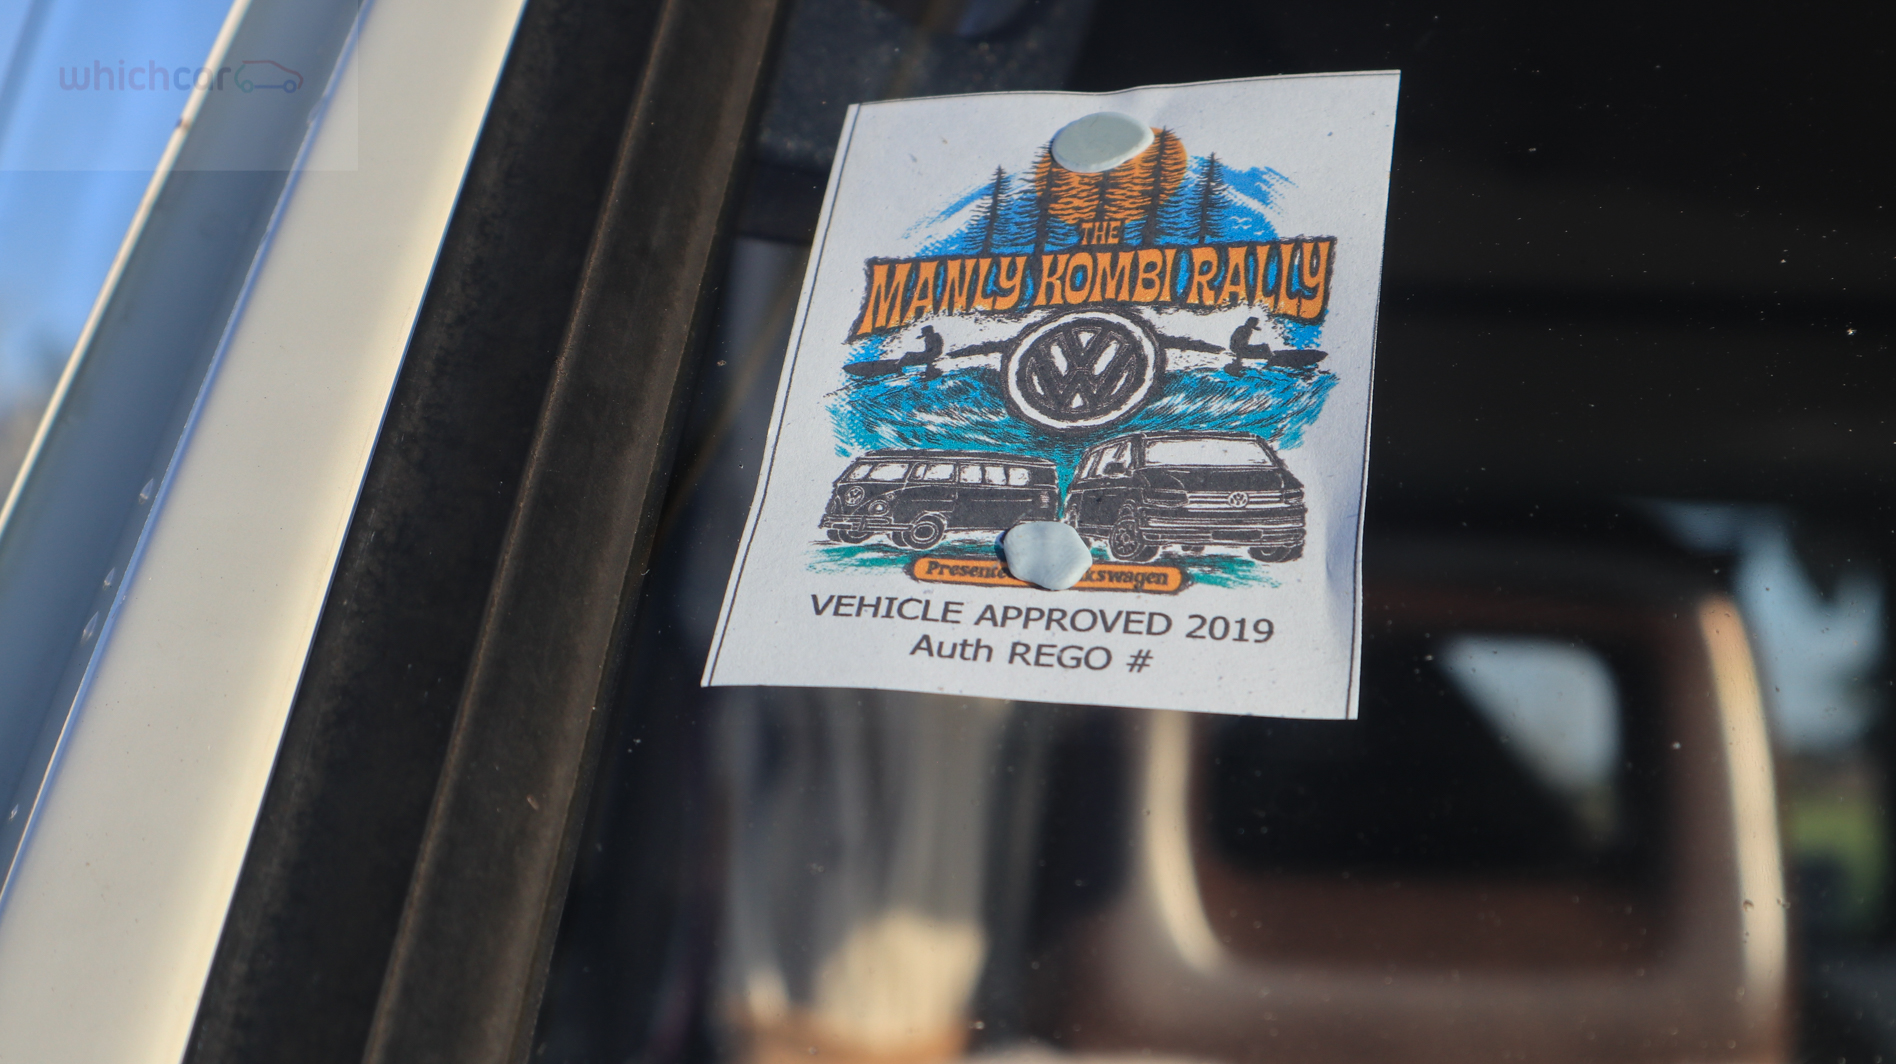 whichcar
THE
MANLY KOMBI RALLY
VEHICLE APPROVED 2019
Auth REGO #